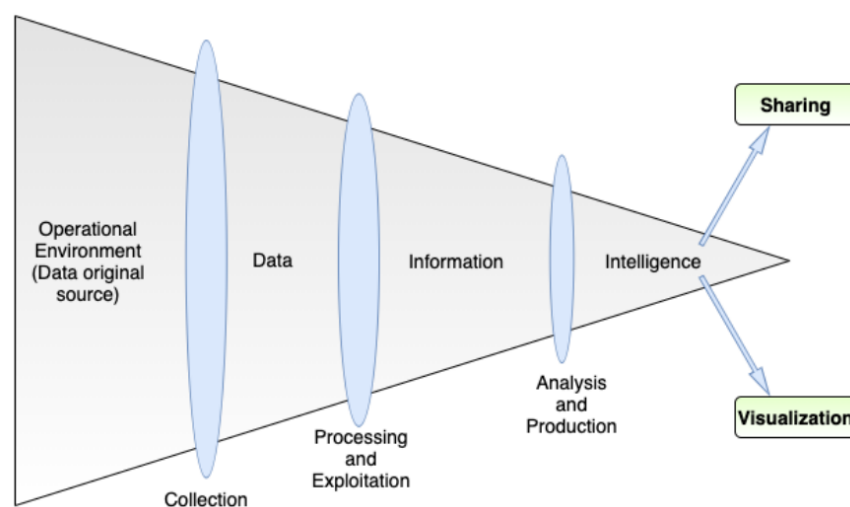 Sharing
Operational
Environment
(Data original
source)
Data
Information
Intelligence
Analysis
and
Production
Visualization
Processing
and
Exploitation
Collection